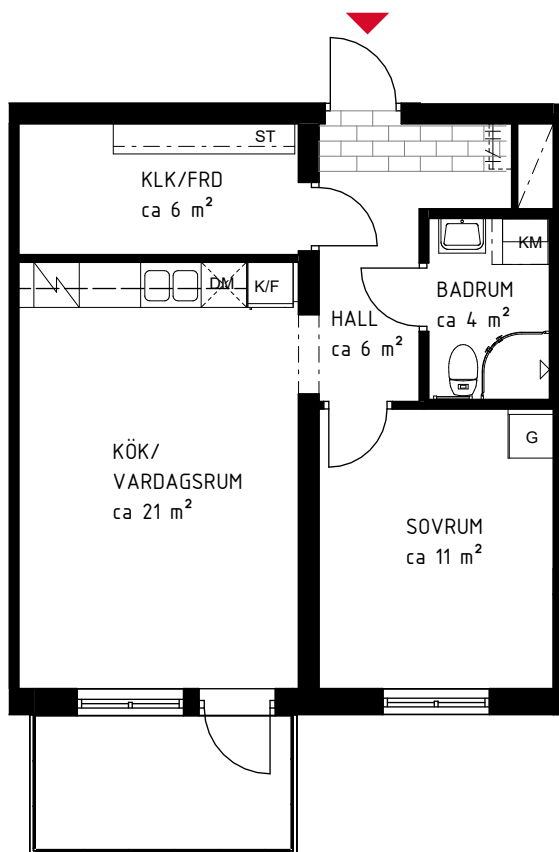 ST
KLK/FRD
ca 6 m²
KM
DM
K/F
BADRUM
ca 4 m²
HALL
ca 6 m²
G
KÖK/
VARDAGSRUM
ca 21 m²
SOVRUM
ca 11 m²